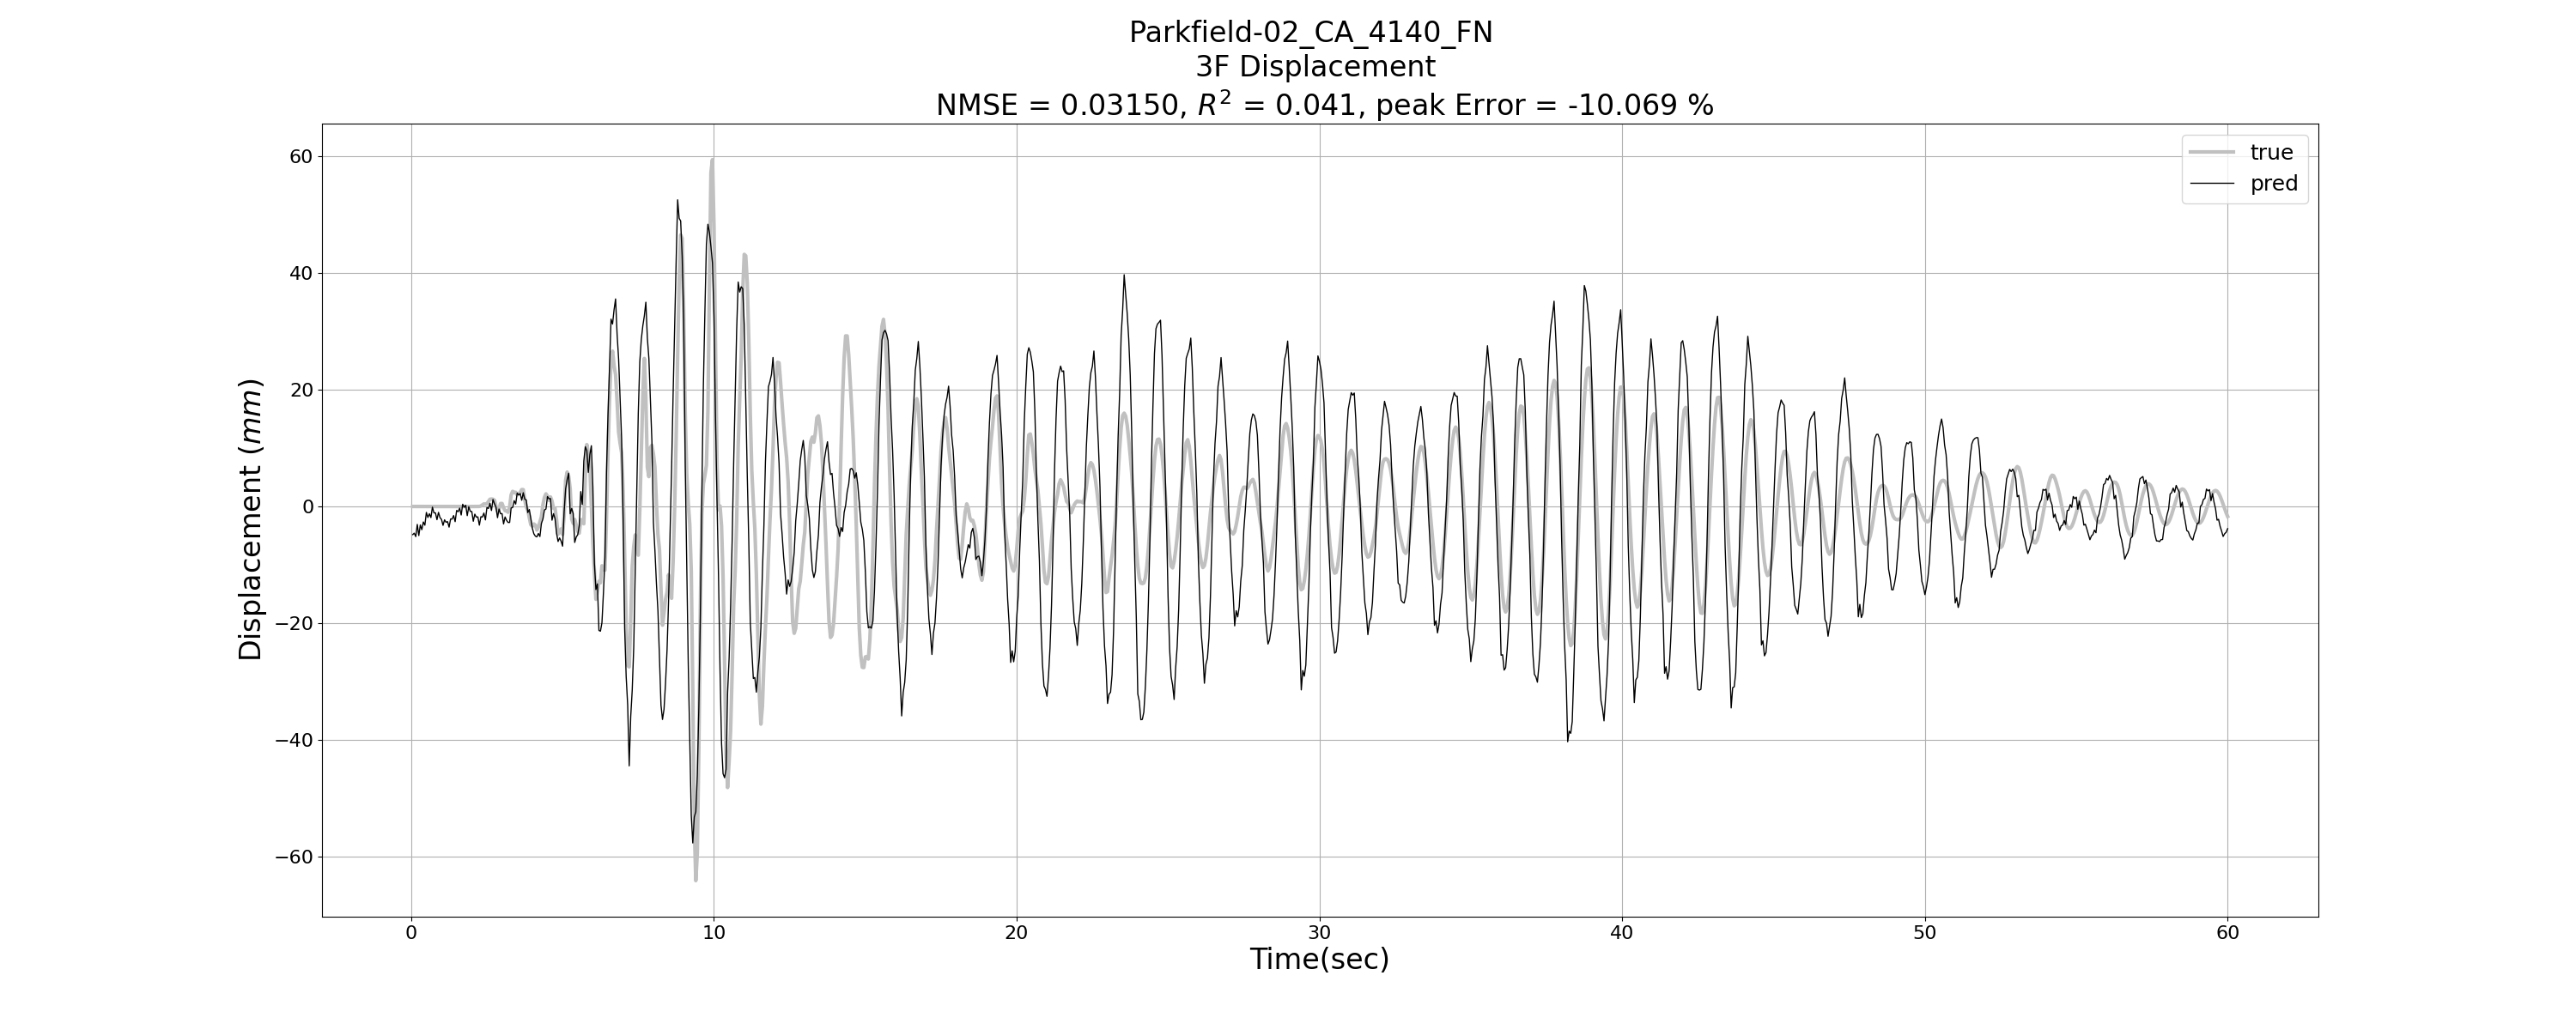 Parkfield-02_CA_4140_FN
3F Displacement
NMSE = 0.03150, R² = 0.041, peak Error = -10.069 %
true
pred
Displacement (mm)
60
40
20
0
−20
−40
−60
0 10 20 30 40 50 60
Time(sec)